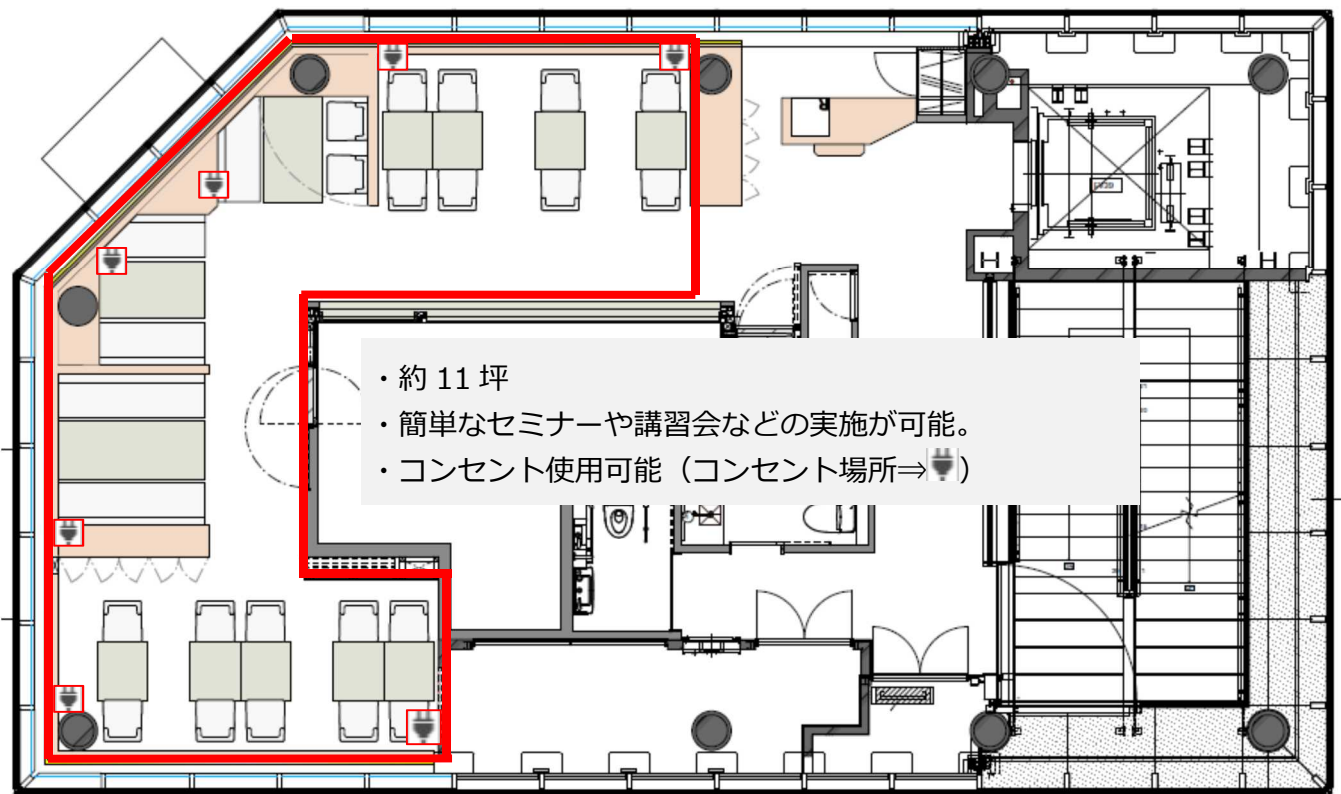 ・約 11 坪
・簡単なセミナーや講習会などの実施が可能。
・コンセント使用可能（コンセント場所⇒）